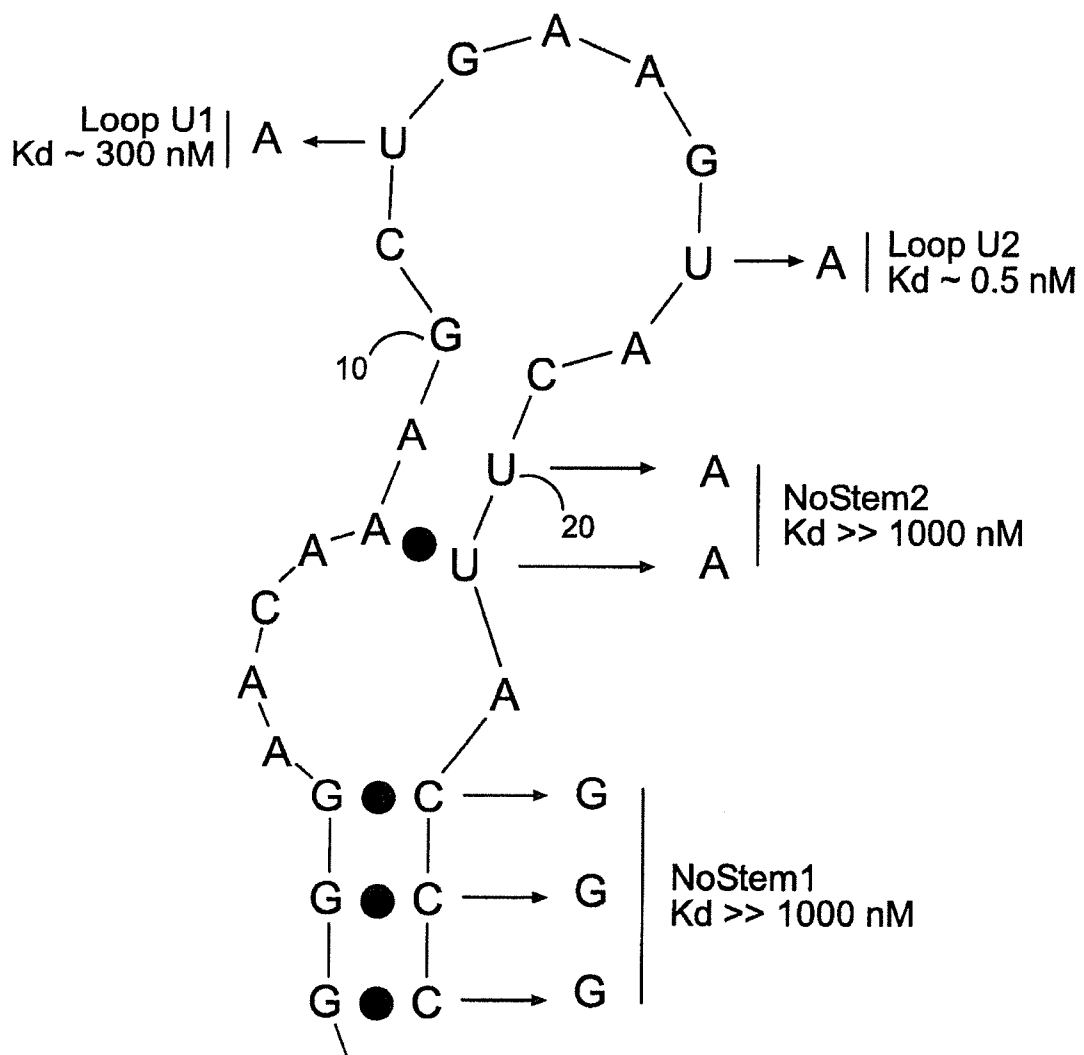 A
G A
U G
Loop U1
Kd ~ 300 nM
A
C U
A
Loop U2
Kd ~ 0.5 nM
G
10
A
C
A
U
20
A
NoStem2
Kd >> 1000 nM
A
A
U
A
C
A
A
A
G C
G
G C
G
NoStem1
Kd >> 1000 nM
G C
G